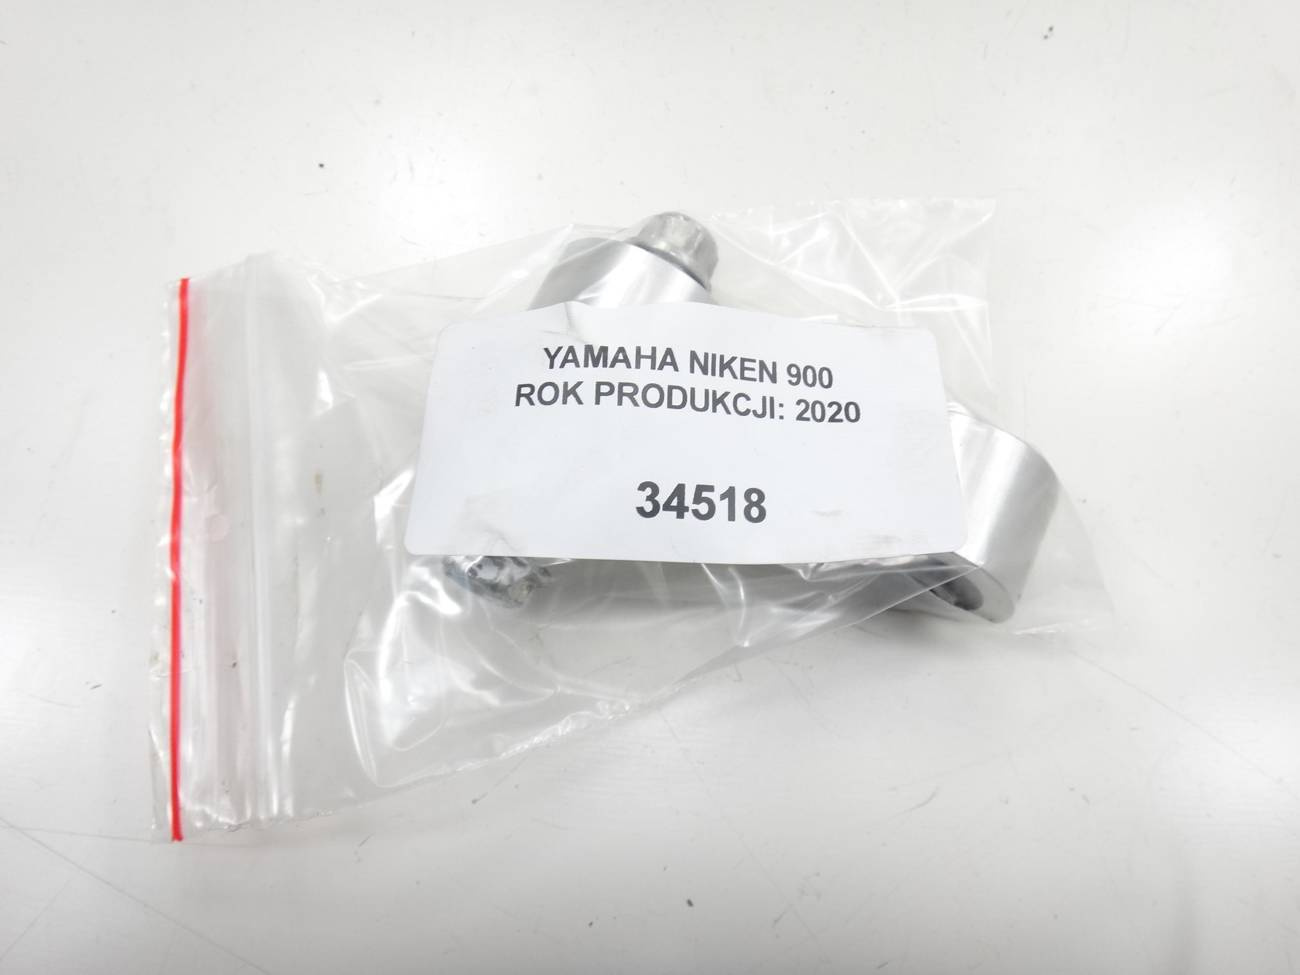 YAMAHA NIKEN 900
ROK PRODUKCJI: 2020
34518